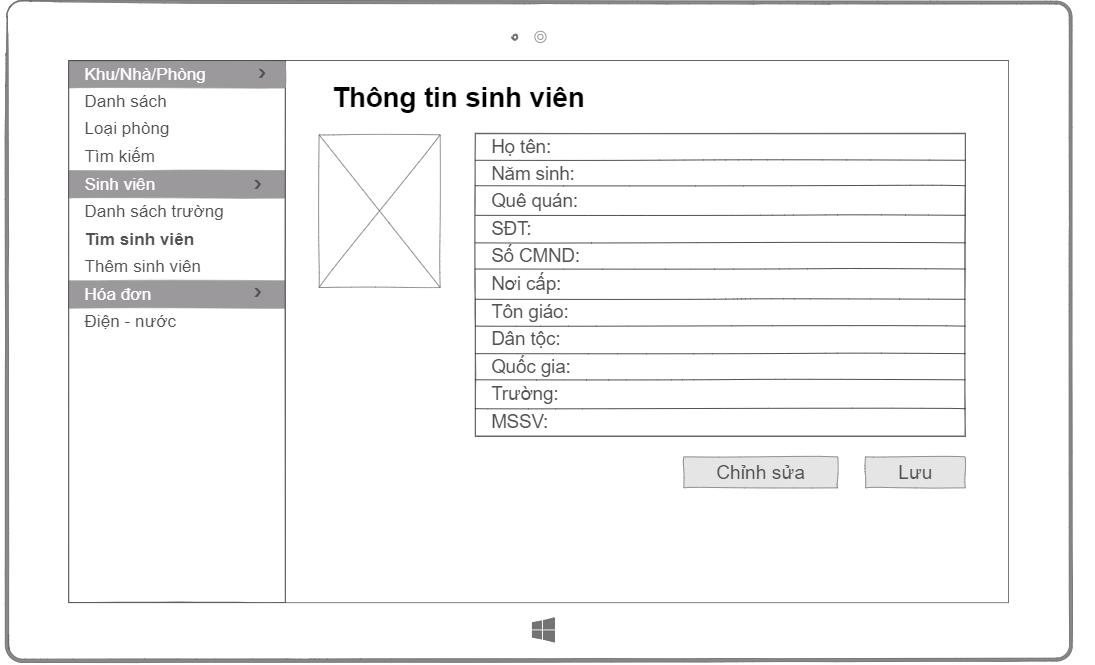 Khu/Nhà/Phòng
Danh sách
Loại phòng
Tìm kiếm
Sinh viên
Danh sách trường
Tìm sinh viên
Thêm sinh viên
Hóa đơn
Điện - nước
Thông tin sinh viên
Họ tên:
Năm sinh:
Quê quán:
SĐT:
Số CMND:
Nơi cấp:
Tôn giáo:
Dân tộc:
Quốc gia:
Trường:
MSSV:
Chỉnh sửa
Lưu